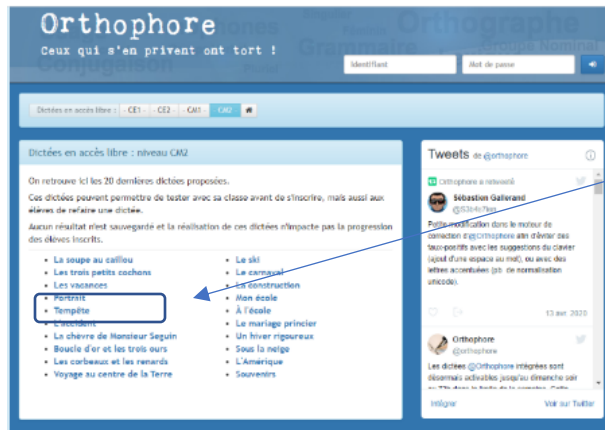 Orthophore
Ceux qui s'en privent ont tort !
Orthographe
Grammaire
Groupe Nominal
Conjugaison
Identifiant
Mot de passe
Dictées en accès libre : - CE1 - - CE2 - - CM1 - CM2
Dictées en accès libre : niveau CM2
On retrouve ici les 20 dernières dictées proposées.
Ces dictées peuvent permettre de tester avec sa classe avant de s'inscrire, mais aussi aux
élèves de refaire une dictée.
Aucun résultat n'est sauvegardé et la réalisation de ces dictées n'impacte pas la progression
des élèves inscrits.
La soupe au caillou
Les trois petits cochons
Les vacances
Portrait
Tempête
L'accident
La chèvre de Monsieur Seguin
Boucle d'or et les trois ours
Les corbeaux et les renards
Voyage au centre de la Terre
Le ski
Le carnaval
La construction
Mon école
À l'école
Le mariage princier
Un hiver rigoureux
Sous la neige
L'Amérique
Souvenirs
Tweets de @orthophore
Orthophore a retweeté
Sébastien Gallerand
Petite modification dans le moteur de
correction d'@Orthophore afin d'éviter des
faux-positifs avec les suggestions du clavier
(ajout d'une espace au mot), ou avec des
lettres accentuées (pb de normalisation
unicode).
13 avr. 2020
Orthophore
@orthophore
Les dictées @Orthophore intégrées sont
désormais activables jusqu'au dimanche soir
Intégrer
Voir sur Twitter